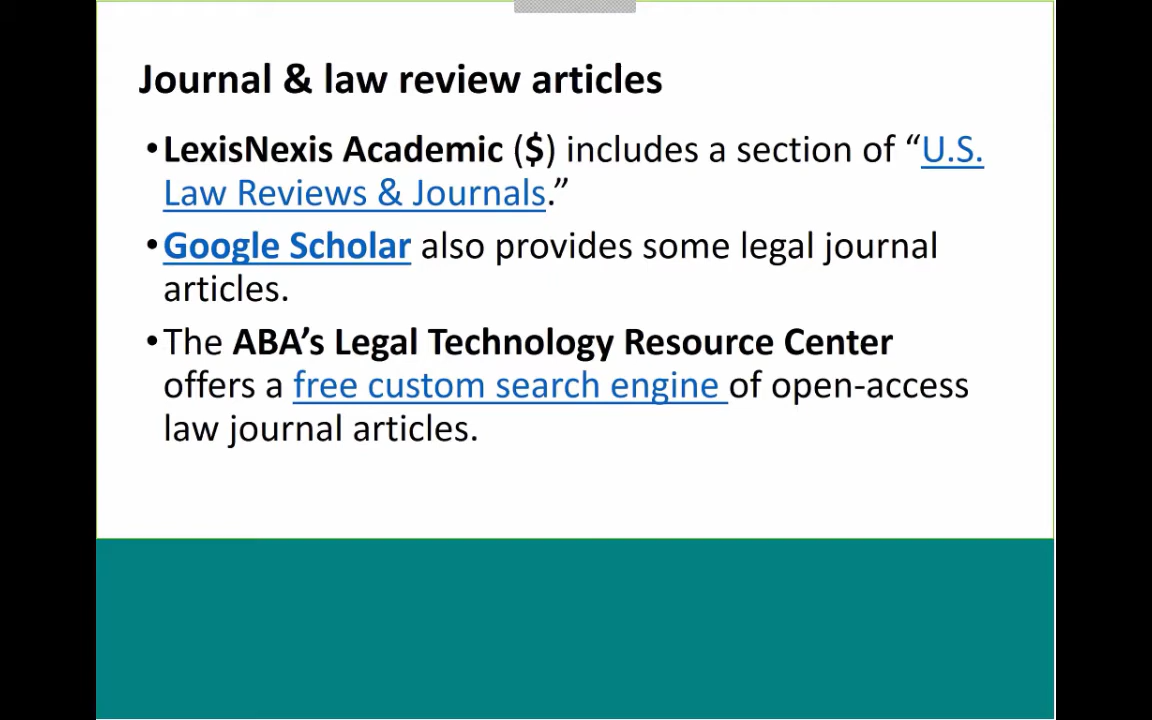 Journal & law review articles
•LexisNexis Academic ($) includes a section of “U.S.
Law Reviews & Journals.”
•Google Scholar also provides some legal journal
articles.
•The ABA’s Legal Technology Resource Center
offers a free custom search engine of open-access
law journal articles.